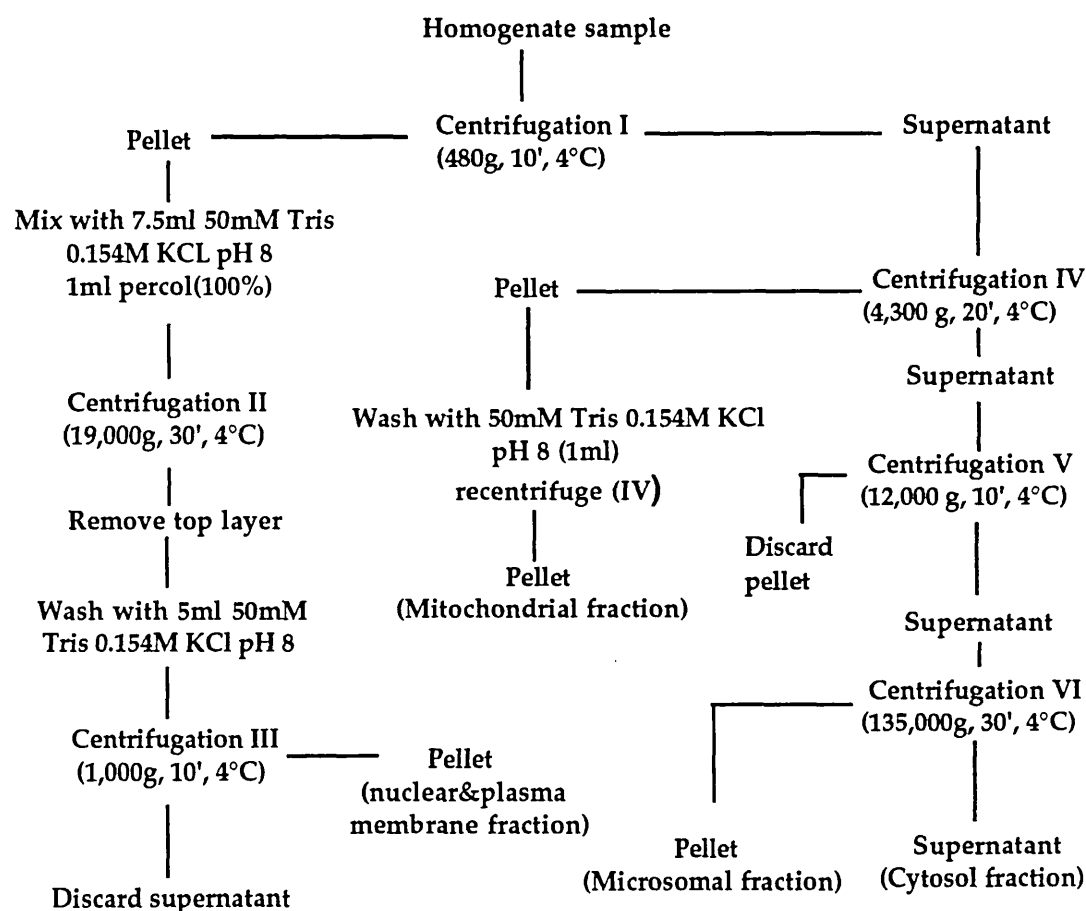 Homogenate sample
Pellet
Centrifugation I
(480g, 10', 4°C)
Supernatant
Mix with 7.5ml 50mM Tris
0.154M KCL pH 8
1ml percol(100%)
Centrifugation II
(19,000g, 30', 4°C)
Remove top layer
Wash with 5ml 50mM
Tris 0.154M KCl pH 8
Centrifugation III
(1,000g, 10', 4°C)
Pellet
(nuclear&plasma
membrane fraction)
Discard supernatant
Pellet
Centrifugation IV
(4,300 g, 20', 4°C)
Wash with 50mM Tris 0.154M KCl
pH 8 (1ml)
recentrifuge (IV)
Pellet
(Mitochondrial fraction)
Supernatant
Centrifugation V
(12,000 g, 10', 4°C)
Discard
pellet
Supernatant
Centrifugation VI
(135,000g, 30', 4°C)
Pellet
(Microsomal fraction)
Supernatant
(Cytosol fraction)